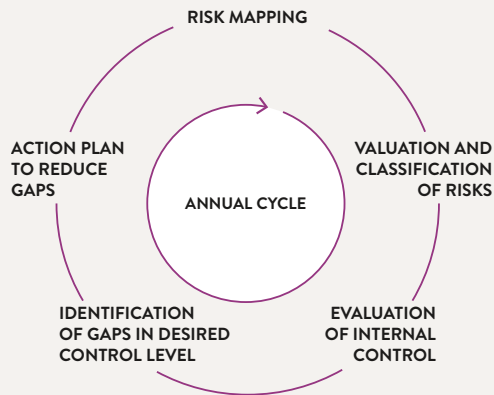 RISK MAPPING
VALUATION AND
CLASSIFICATION
OF RISKS
EVALUATION
OF INTERNAL
CONTROL
IDENTIFICATION
OF GAPS IN DESIRED
CONTROL LEVEL
ACTION PLAN
TO REDUCE
GAPS
ANNUAL CYCLE